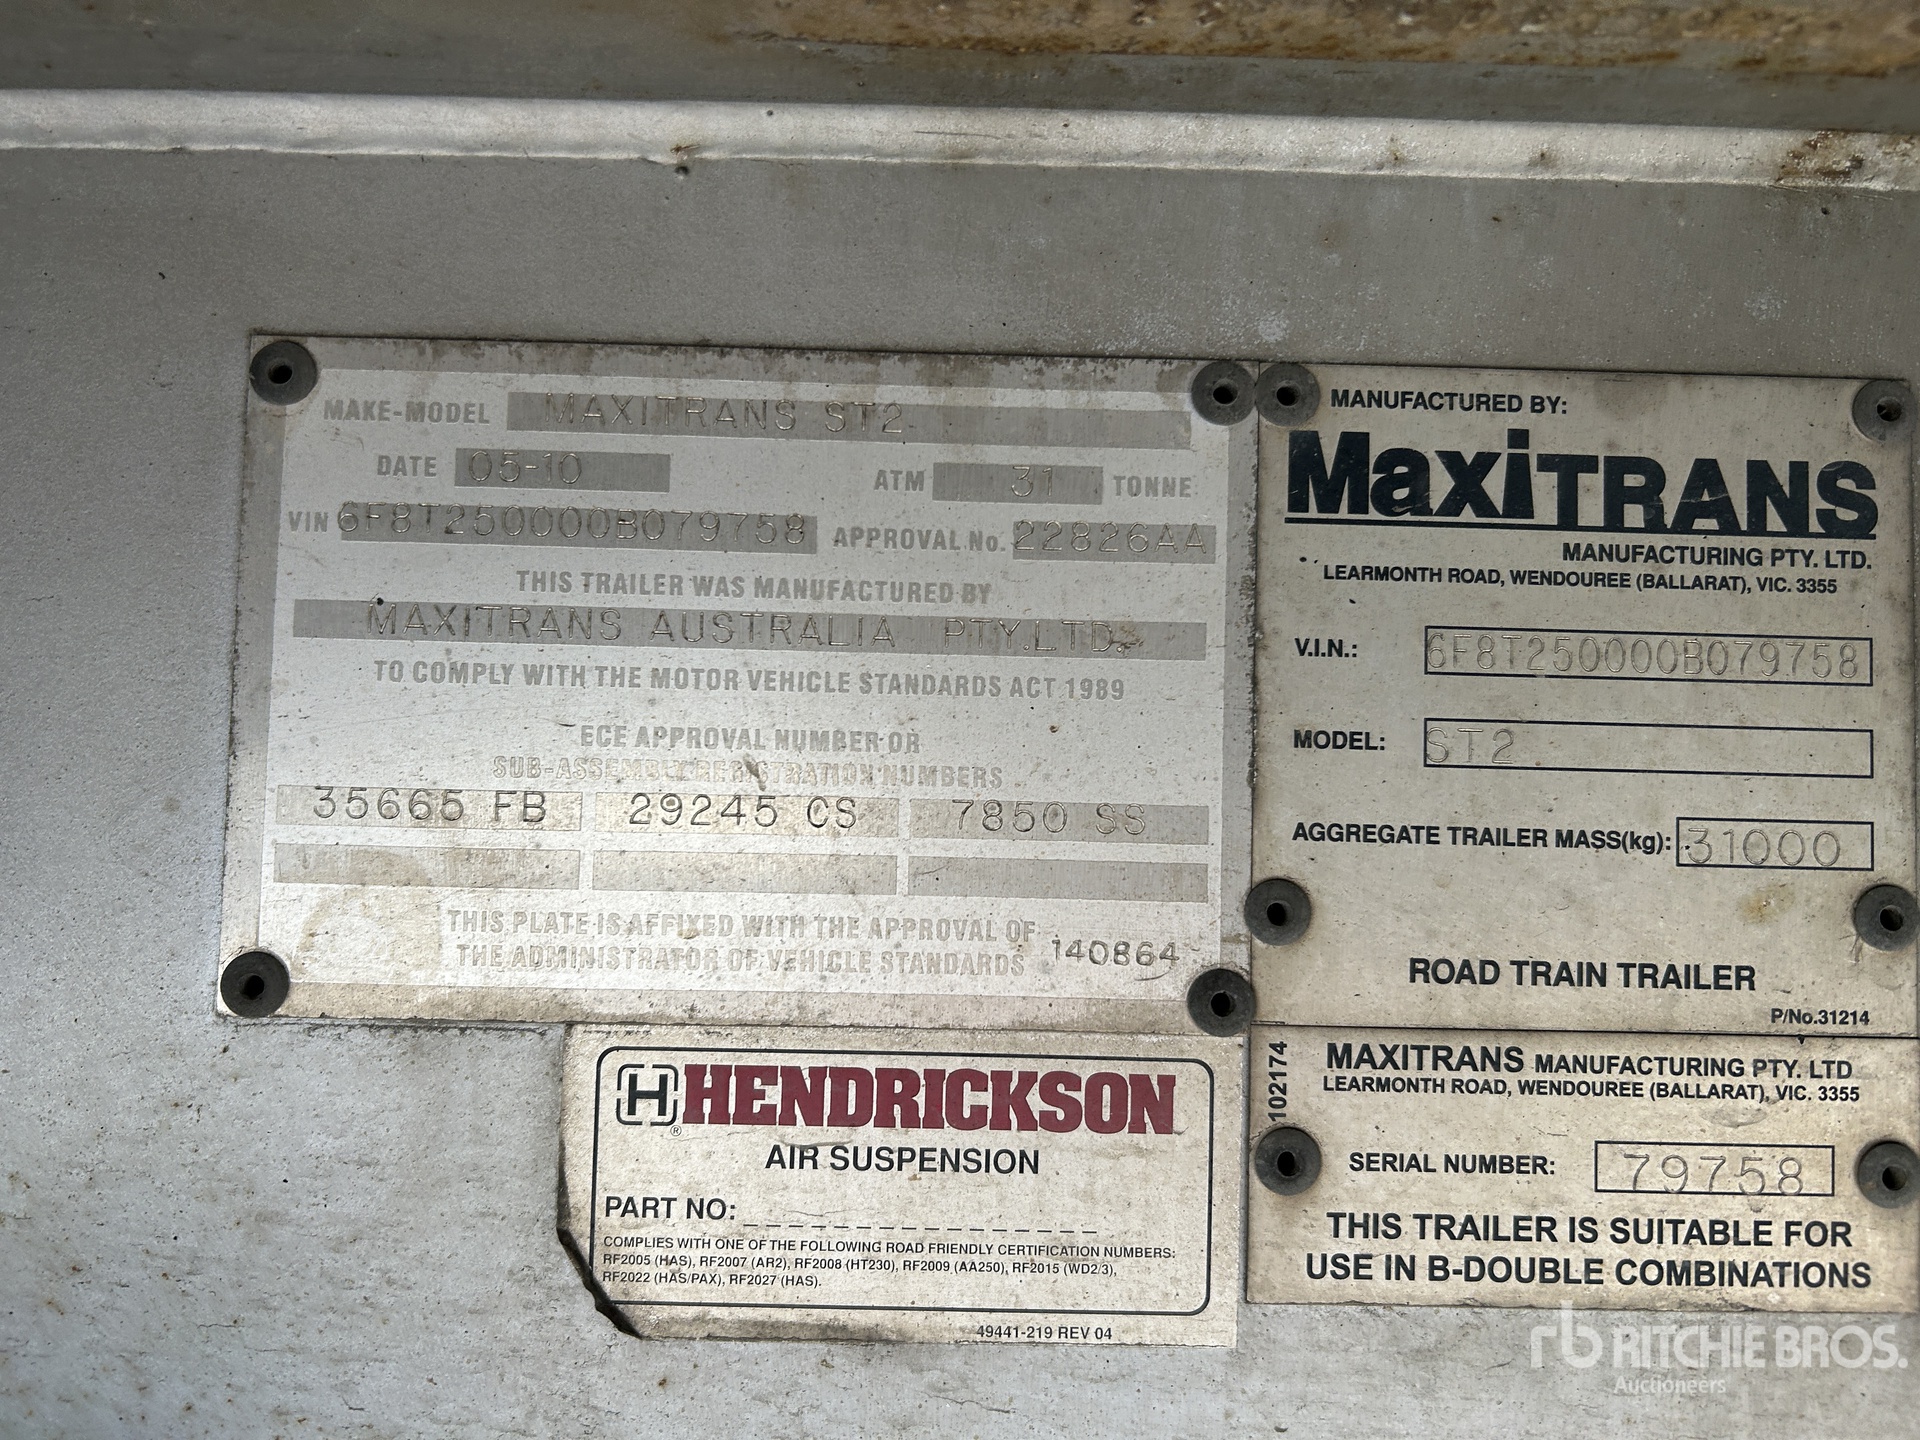 MAKE-MODEL MAXITRANS ST2
DATE 05-10 ATM 31 TONNE
VIN 6F8T250000B079758 APPROVAL No. 22826AA
THIS TRAILER WAS MANUFACTURED BY
MAXITRANS AUSTRALIA PTY.LTD.
TO COMPLY WITH THE MOTOR VEHICLE STANDARDS ACT 1989
ECE APPROVAL NUMBER OR
SUB-ASSEMBLY REGISTRATION NUMBERS
35665 FB 29245 CS 7850 SS
THIS PLATE IS AFFIXED WITH THE APPROVAL OF
THE ADMINISTRATOR OF VEHICLE STANDARDS 140864
MANUFACTURED BY:
MaxiTRANS
MANUFACTURING PTY. LTD.
LEARMONTH ROAD, WENDOUREE (BALLARAT), VIC. 3355
V.I.N.: 6F8T250000B079758
MODEL: ST2
AGGREGATE TRAILER MASS(kg): 31000
ROAD TRAIN TRAILER
P/No.31214
H HENDRICKSON
®
AIR SUSPENSION
PART NO: _ _ _ _ _ _ _ _ _ _ _ _ _ _ _ _
COMPLIES WITH ONE OF THE FOLLOWING ROAD FRIENDLY CERTIFICATION NUMBERS:
RF2005 (HAS), RF2007 (AR2), RF2008 (HT230), RF2009 (AA250), RF2015 (WD2/3),
RF2022 (HAS/PAX), RF2027 (HAS).
49441-219 REV 04
102174
MAXITRANS MANUFACTURING PTY. LTD
LEARMONTH ROAD, WENDOUREE (BALLARAT), VIC. 3355
SERIAL NUMBER: 79758
THIS TRAILER IS SUITABLE FOR
USE IN B-DOUBLE COMBINATIONS
rb RITCHIE BROS.
Auctioneers